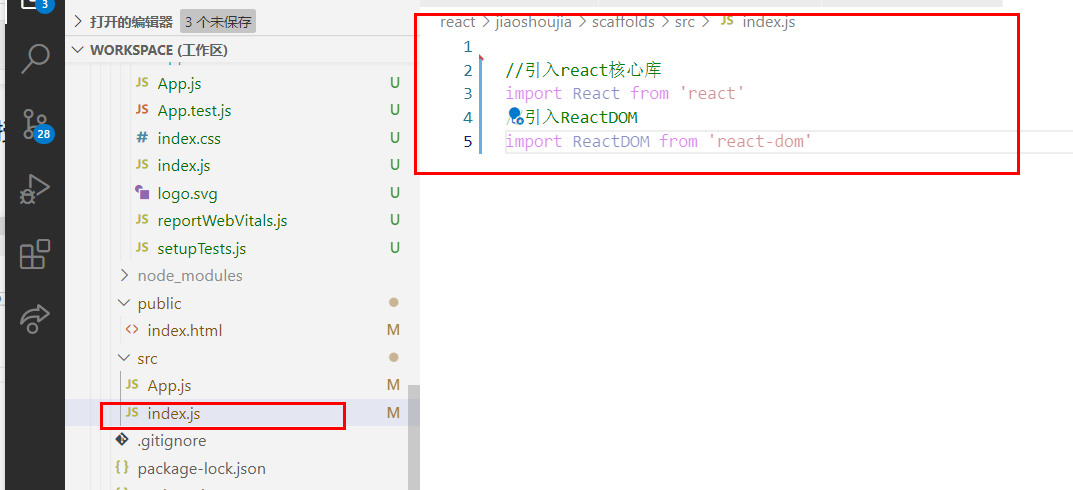 3
打开的编辑器 3 个未保存
WORKSPACE (工作区)
JS App.js U
JS App.test.js U
# index.css U
JS index.js U
logo.svg U
JS reportWebVitals.js U
JS setupTests.js U
node_modules
public
<> index.html M
src
JS App.js M
JS index.js M
.gitignore
{} package-lock.json
28
react > jiaoshoujia > scaffolds > src > JS index.js
1
2 //引入react核心库
3 import React from 'react'
4 引入ReactDOM
5 import ReactDOM from 'react-dom'